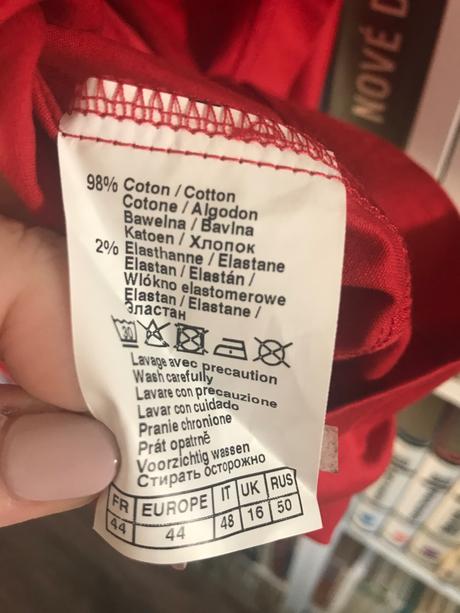 NOVÉ D
98% Coton / Cotton
Cotone / Algodon
Bawełna / Bavlna
Katoen / Хлопок
2% Elasthanne / Elastane
Elastan / Elastán /
Włókno elastomerowe
Elastan / Elastane /
Эластан
30
Lavage avec precaution
Wash carefully
Lavare con precauzione
Lavar con cuidado
Pranie chronione
Prát opatrně
Voorzichtig wassen
Стирать осторожно
FR EUROPE IT UK RUS
44 44 48 16 50